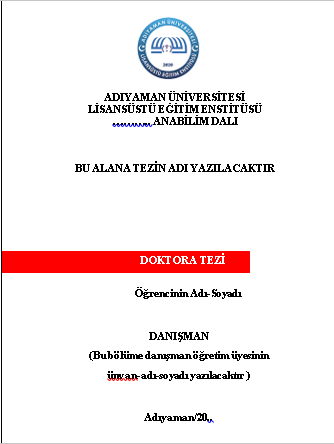 ADIYAMAN ÜNİVERSİTESİ
LİSANSÜSTÜ EĞİTİM ENSTİTÜSÜ
2020
ADIYAMAN ÜNİVERSİTESİ
LİSANSÜSTÜ EĞİTİM ENSTİTÜSÜ
............ ANABİLİM DALI
BU ALANA TEZİN ADI YAZILACAKTIR
DOKTORA TEZİ
Öğrencinin Adı- Soyadı
DANIŞMAN
(Bu bölüme danışman öğretim üyesinin
ünvan- adı-soyadı yazılacaktır )
Adıyaman/20..